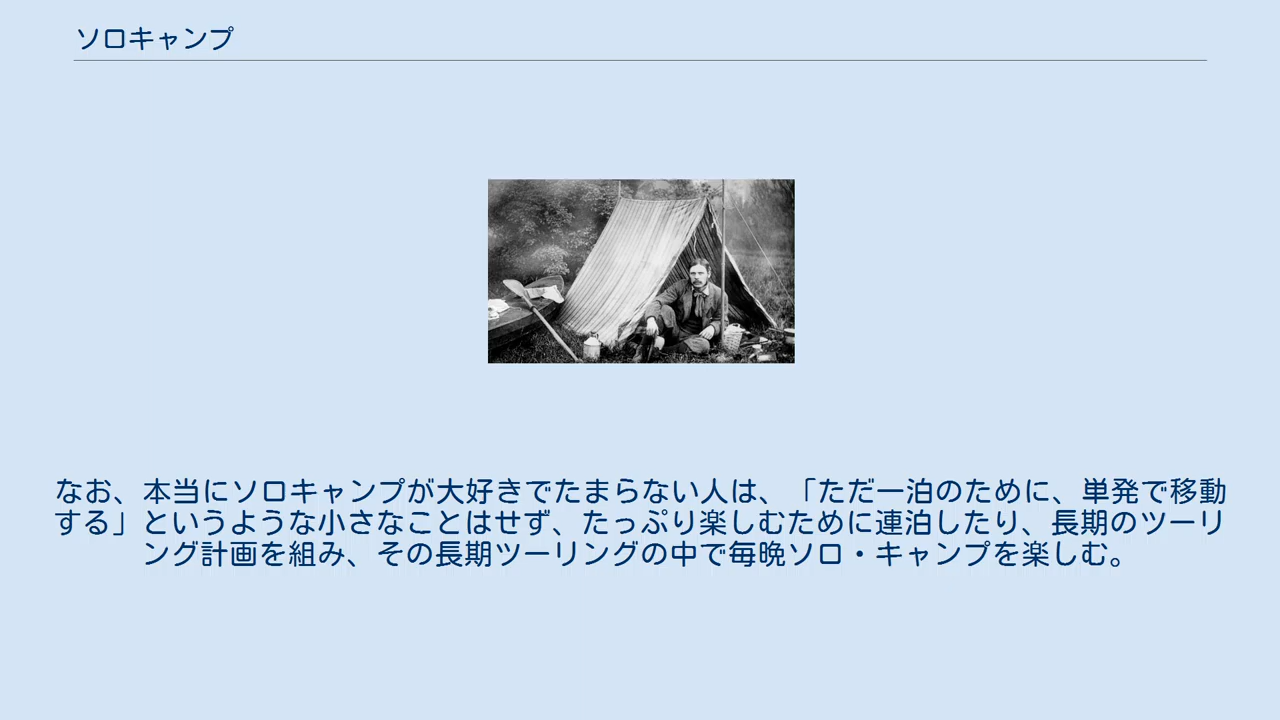 ソロキャンプ
なお、本当にソロキャンプが大好きでたまらない人は、「ただ一泊のために、単発で移動
する」というような小さなことはせず、たっぷり楽しむために連泊したり、長期のツーリ
ング計画を組み、その長期ツーリングの中で毎晩ソロ・キャンプを楽しむ。